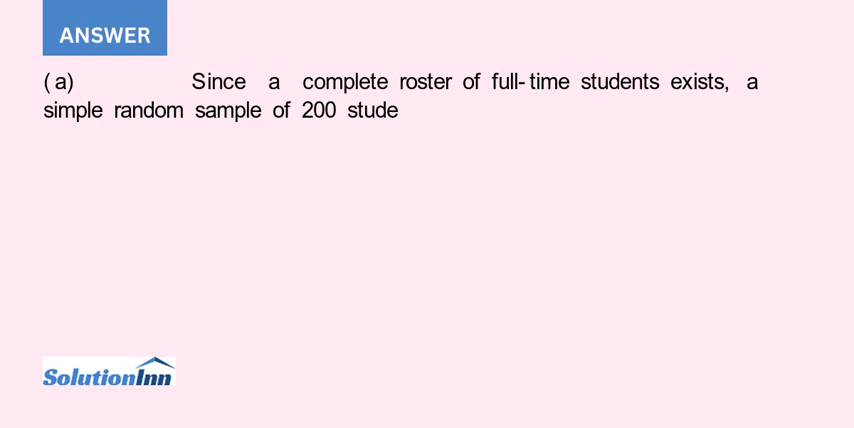 ANSWER
(a) Since a complete roster of full-time students exists, a
simple random sample of 200 stude
SolutionInn